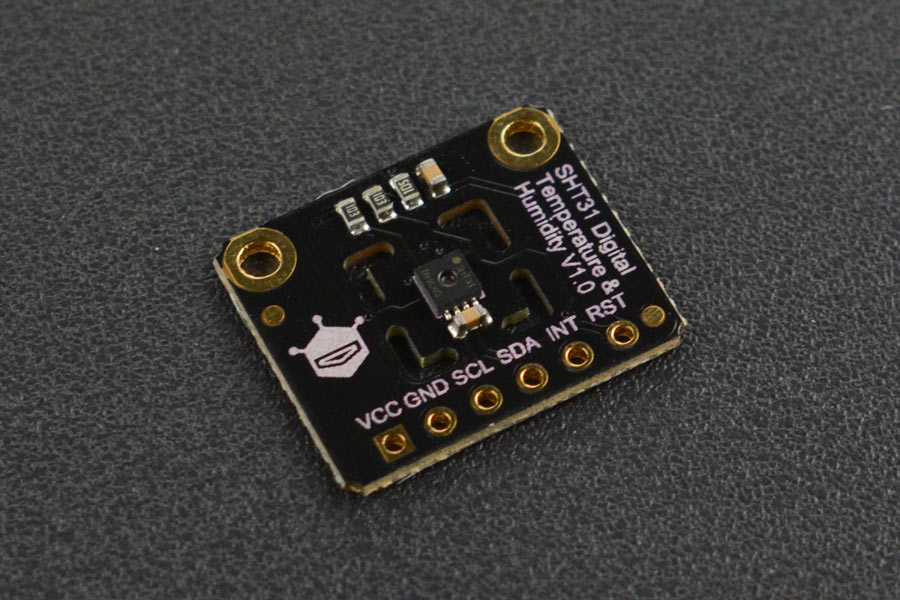 SHT31 Digital
Temperature &
Humidity V1.0
VCC GND SCL SDA INT RST